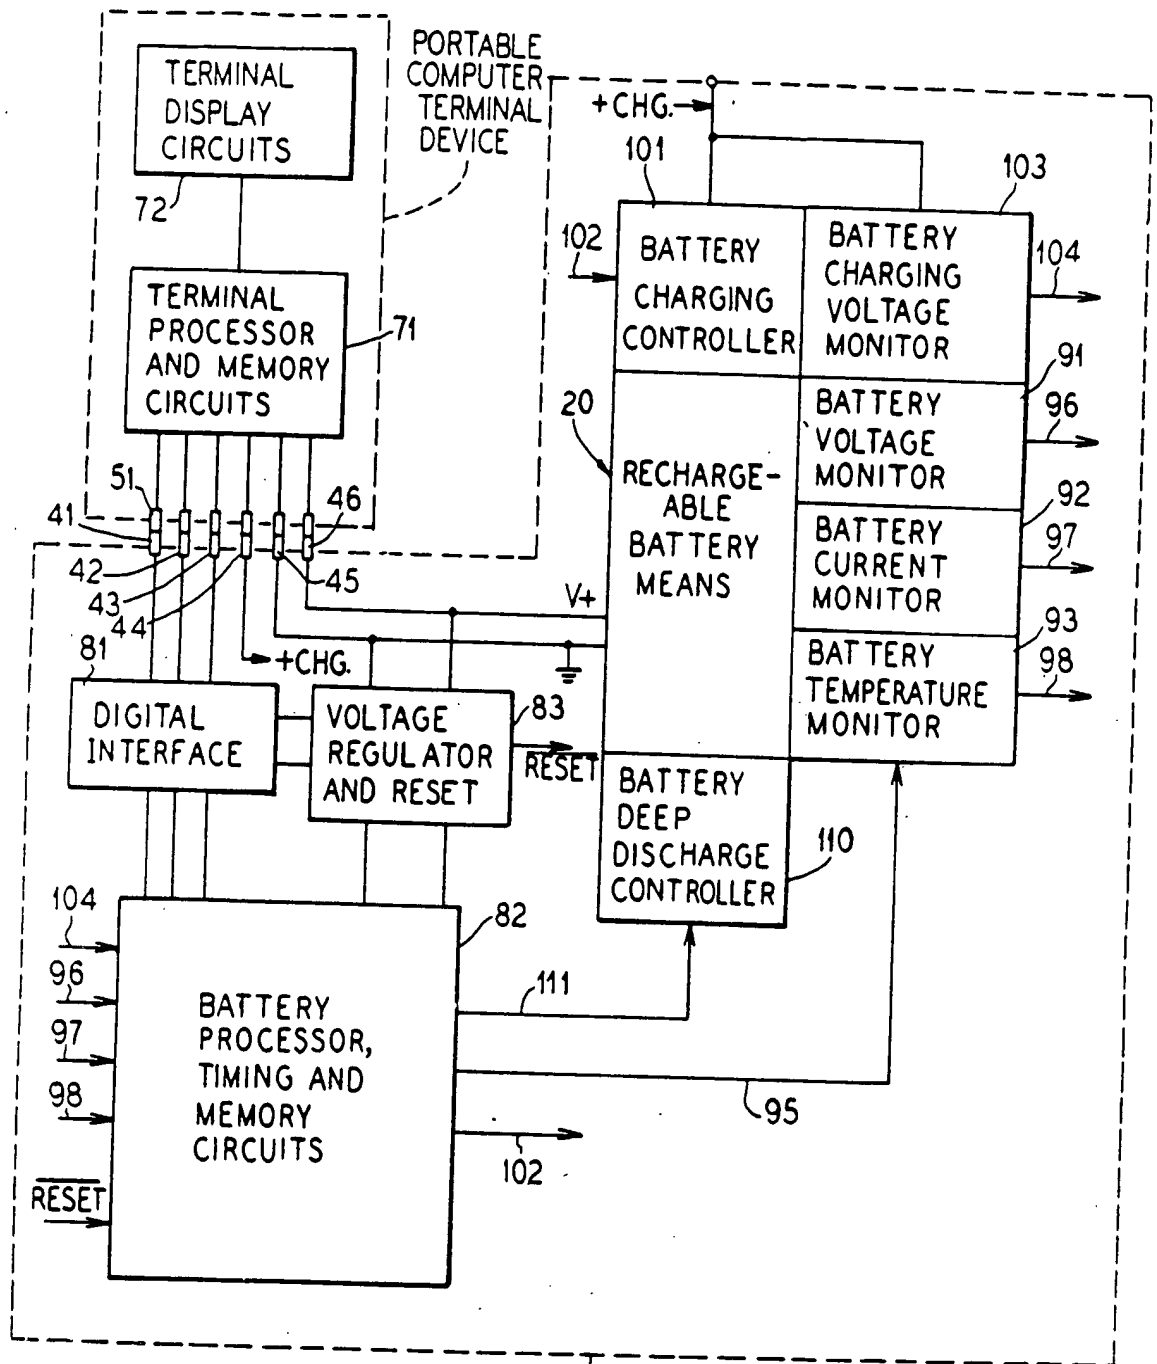 TERMINAL
DISPLAY
CIRCUITS
72
PORTABLE
COMPUTER
TERMINAL
DEVICE
TERMINAL
PROCESSOR
AND MEMORY
CIRCUITS
71
51
41
42
43
44
45
46
+CHG.
+CHG.
101
103
102
BATTERY
CHARGING
CONTROLLER
BATTERY
CHARGING
VOLTAGE
MONITOR
104
20
RECHARGE-
ABLE
BATTERY
MEANS
91
BATTERY
VOLTAGE
MONITOR
96
92
BATTERY
CURRENT
MONITOR
97
93
BATTERY
TEMPERATURE
MONITOR
98
V+
81
DIGITAL
INTERFACE
VOLTAGE
REGULATOR
AND RESET
83
RESET
BATTERY
DEEP
DISCHARGE
CONTROLLER
110
104
96
97
98
RESET
82
BATTERY
PROCESSOR,
TIMING AND
MEMORY
CIRCUITS
111
95
102